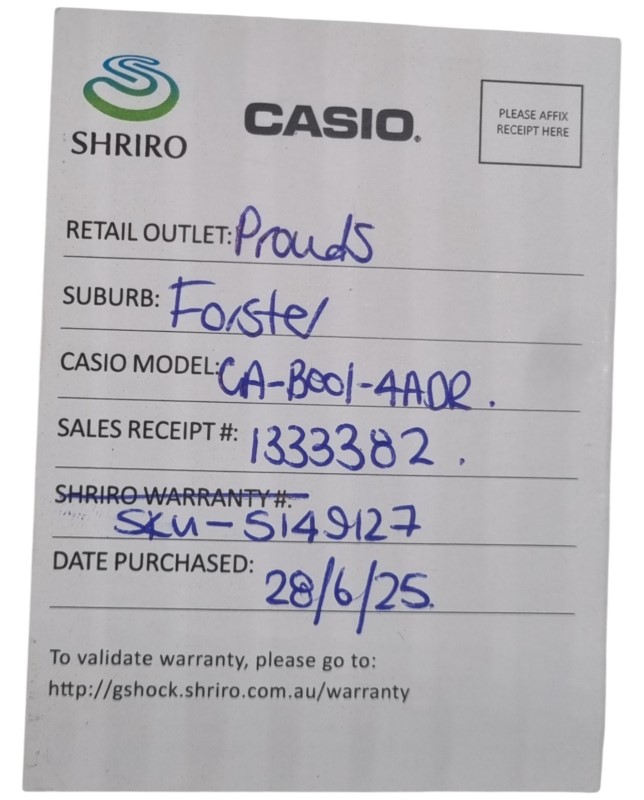 SHRIRO
CASIO.
PLEASE AFFIX
RECEIPT HERE
RETAIL OUTLET: Prouds
SUBURB: Forster
CASIO MODEL: CA-B001-4ADR.
SALES RECEIPT #: 1333382.
SHRIRO WARRANTY #:
SKU-S149127
DATE PURCHASED: 28/6/25.
To validate warranty, please go to:
http://gshock.shriro.com.au/warranty